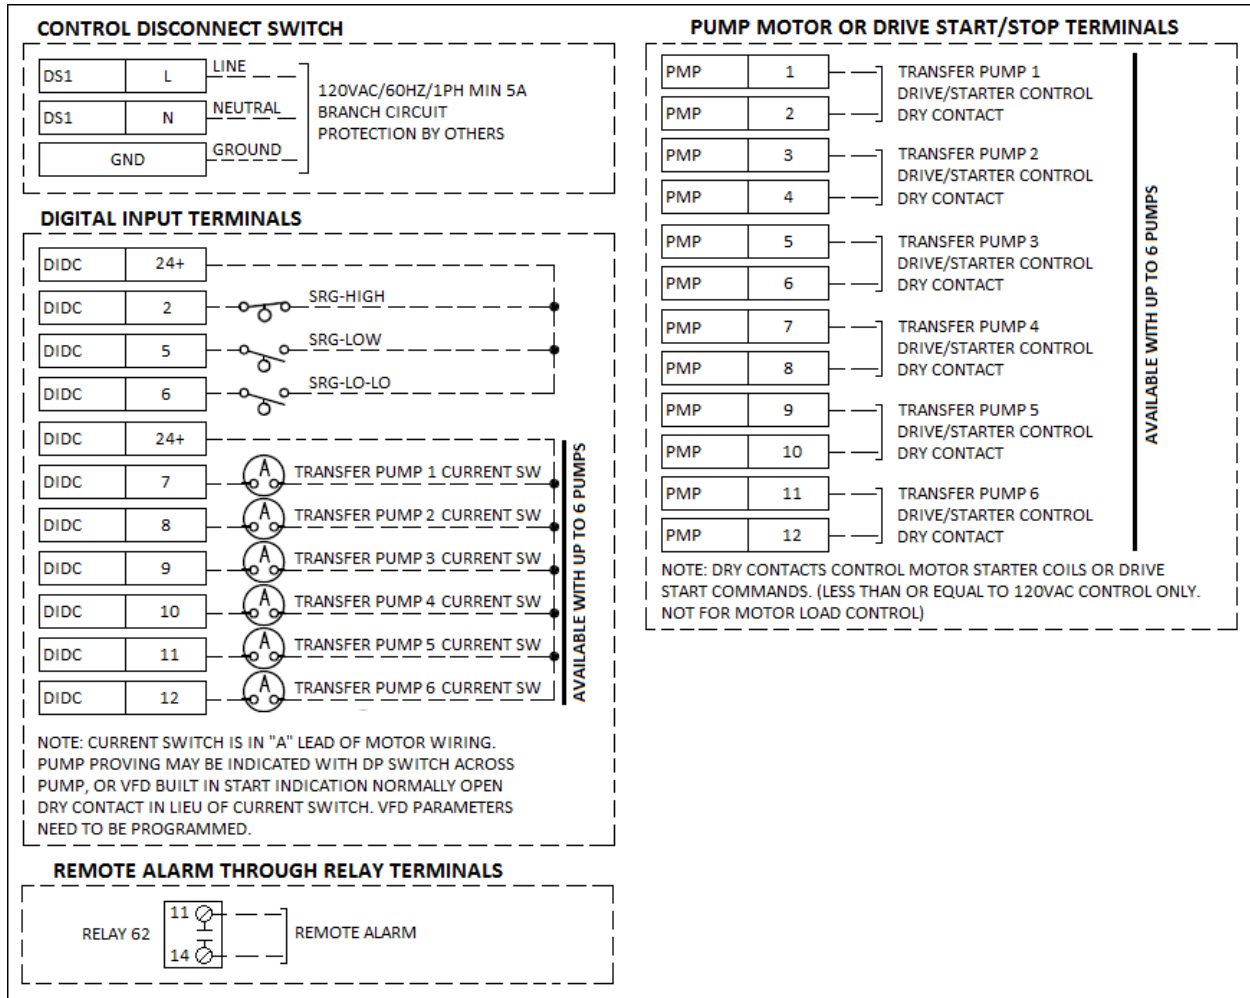 CONTROL DISCONNECT SWITCH
DS1 L LINE
DS1 N NEUTRAL
GND GROUND
120VAC/60HZ/1PH MIN 5A
BRANCH CIRCUIT
PROTECTION BY OTHERS
DIGITAL INPUT TERMINALS
DIDC 24+
DIDC 2 SRG-HIGH
DIDC 5 SRG-LOW
DIDC 6 SRG-LO-LO
DIDC 24+
DIDC 7 A TRANSFER PUMP 1 CURRENT SW
DIDC 8 A TRANSFER PUMP 2 CURRENT SW
DIDC 9 A TRANSFER PUMP 3 CURRENT SW
DIDC 10 A TRANSFER PUMP 4 CURRENT SW
DIDC 11 A TRANSFER PUMP 5 CURRENT SW
DIDC 12 A TRANSFER PUMP 6 CURRENT SW
AVAILABLE WITH UP TO 6 PUMPS
NOTE: CURRENT SWITCH IS IN "A" LEAD OF MOTOR WIRING.
PUMP PROVING MAY BE INDICATED WITH DP SWITCH ACROSS
PUMP, OR VFD BUILT IN START INDICATION NORMALLY OPEN
DRY CONTACT IN LIEU OF CURRENT SWITCH. VFD PARAMETERS
NEED TO BE PROGRAMMED.
REMOTE ALARM THROUGH RELAY TERMINALS
RELAY 62
11
14
REMOTE ALARM
PUMP MOTOR OR DRIVE START/STOP TERMINALS
PMP 1
PMP 2
TRANSFER PUMP 1
DRIVE/STARTER CONTROL
DRY CONTACT
PMP 3
PMP 4
TRANSFER PUMP 2
DRIVE/STARTER CONTROL
DRY CONTACT
PMP 5
PMP 6
TRANSFER PUMP 3
DRIVE/STARTER CONTROL
DRY CONTACT
PMP 7
PMP 8
TRANSFER PUMP 4
DRIVE/STARTER CONTROL
DRY CONTACT
PMP 9
PMP 10
TRANSFER PUMP 5
DRIVE/STARTER CONTROL
DRY CONTACT
PMP 11
PMP 12
TRANSFER PUMP 6
DRIVE/STARTER CONTROL
DRY CONTACT
AVAILABLE WITH UP TO 6 PUMPS
NOTE: DRY CONTACTS CONTROL MOTOR STARTER COILS OR DRIVE
START COMMANDS. (LESS THAN OR EQUAL TO 120VAC CONTROL ONLY.
NOT FOR MOTOR LOAD CONTROL)